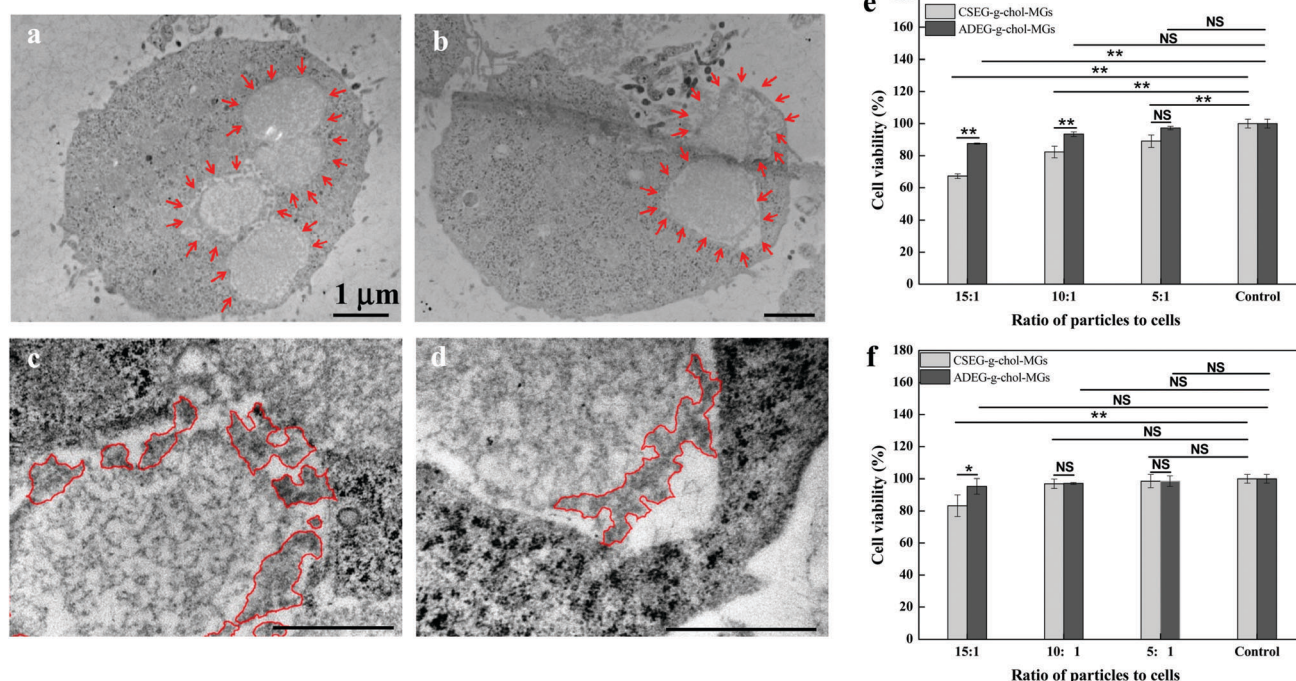 a
b
1 μm
c
d
e
160
140
120
100
80
60
40
20
0
Cell viability (%)
CSEG-g-chol-MGs
ADEG-g-chol-MGs
NS
NS
**
**
**
**
**
**
NS
15:1 10:1 5:1 Control
Ratio of particles to cells
f
180
160
140
120
100
80
60
40
20
0
Cell viability (%)
CSEG-g-chol-MGs
ADEG-g-chol-MGs
NS
NS
NS
**
NS
NS
*
NS
NS
15:1 10: 1 5: 1 Control
Ratio of particles to cells